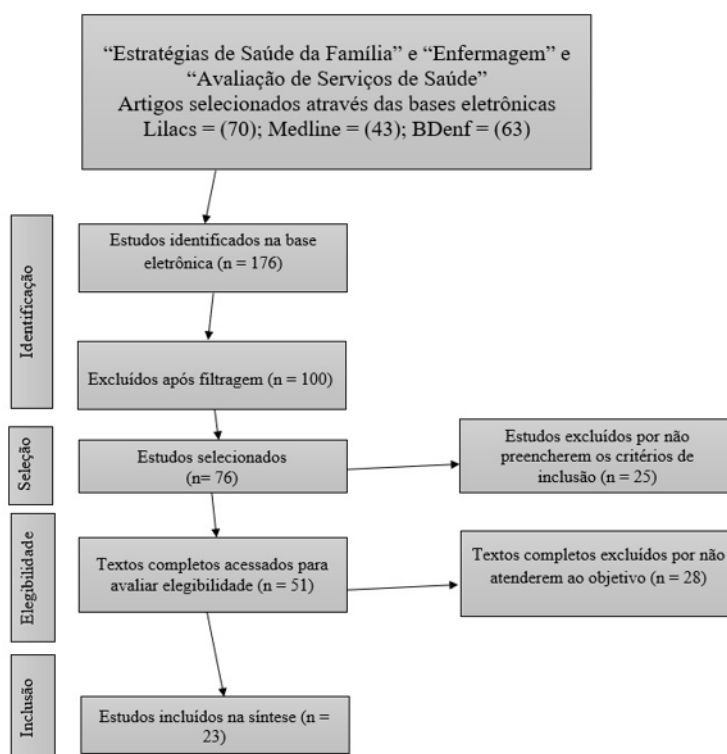 “Estratégias de Saúde da Família” e “Enfermagem” e
“Avaliação de Serviços de Saúde”
Artigos selecionados através das bases eletrônicas
Lilacs = (70); Medline = (43); BDenf = (63)
Identificação
Estudos identificados na base
eletrônica (n = 176)
Excluídos após filtragem (n = 100)
Seleção
Estudos selecionados
(n= 76)
Estudos excluídos por não
preencherem os critérios de
inclusão (n = 25)
Elegibilidade
Textos completos acessados para
avaliar elegibilidade (n = 51)
Textos completos excluídos por não
atenderem ao objetivo (n = 28)
Inclusão
Estudos incluídos na síntese (n =
23)